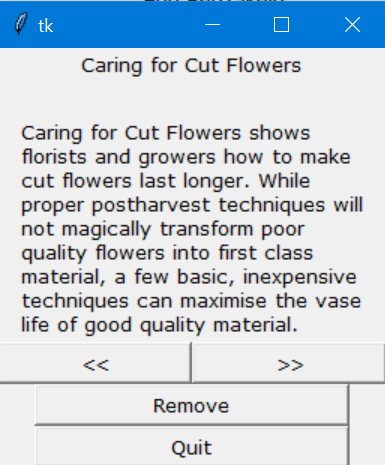 tk
Caring for Cut Flowers
Caring for Cut Flowers shows
florists and growers how to make
cut flowers last longer. While
proper postharvest techniques will
not magically transform poor
quality flowers into first class
material, a few basic, inexpensive
techniques can maximise the vase
life of good quality material.
<< >>
Remove
Quit